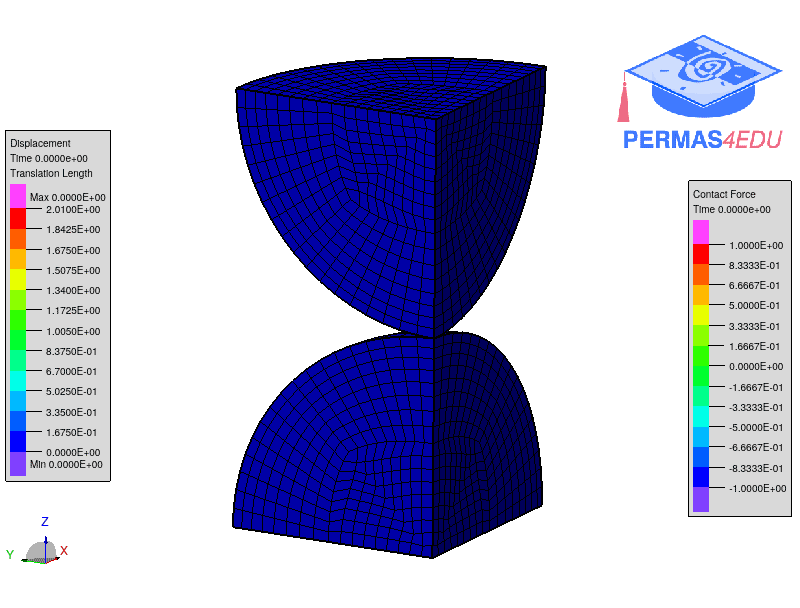 PERMAS4EDU
Displacement
Time 0.0000e+00
Translation Length
Max 0.0000E+00
2.0100E+00
1.8425E+00
1.6750E+00
1.5075E+00
1.3400E+00
1.1725E+00
1.0050E+00
8.3750E-01
6.7000E-01
5.0250E-01
3.3500E-01
1.6750E-01
0.0000E+00
Min 0.0000E+00
Contact Force
Time 0.0000e+00
1.0000E+00
8.3333E-01
6.6667E-01
5.0000E-01
3.3333E-01
1.6667E-01
0.0000E+00
-1.6667E-01
-3.3333E-01
-5.0000E-01
-6.6667E-01
-8.3333E-01
-1.0000E+00
Z
Y
X